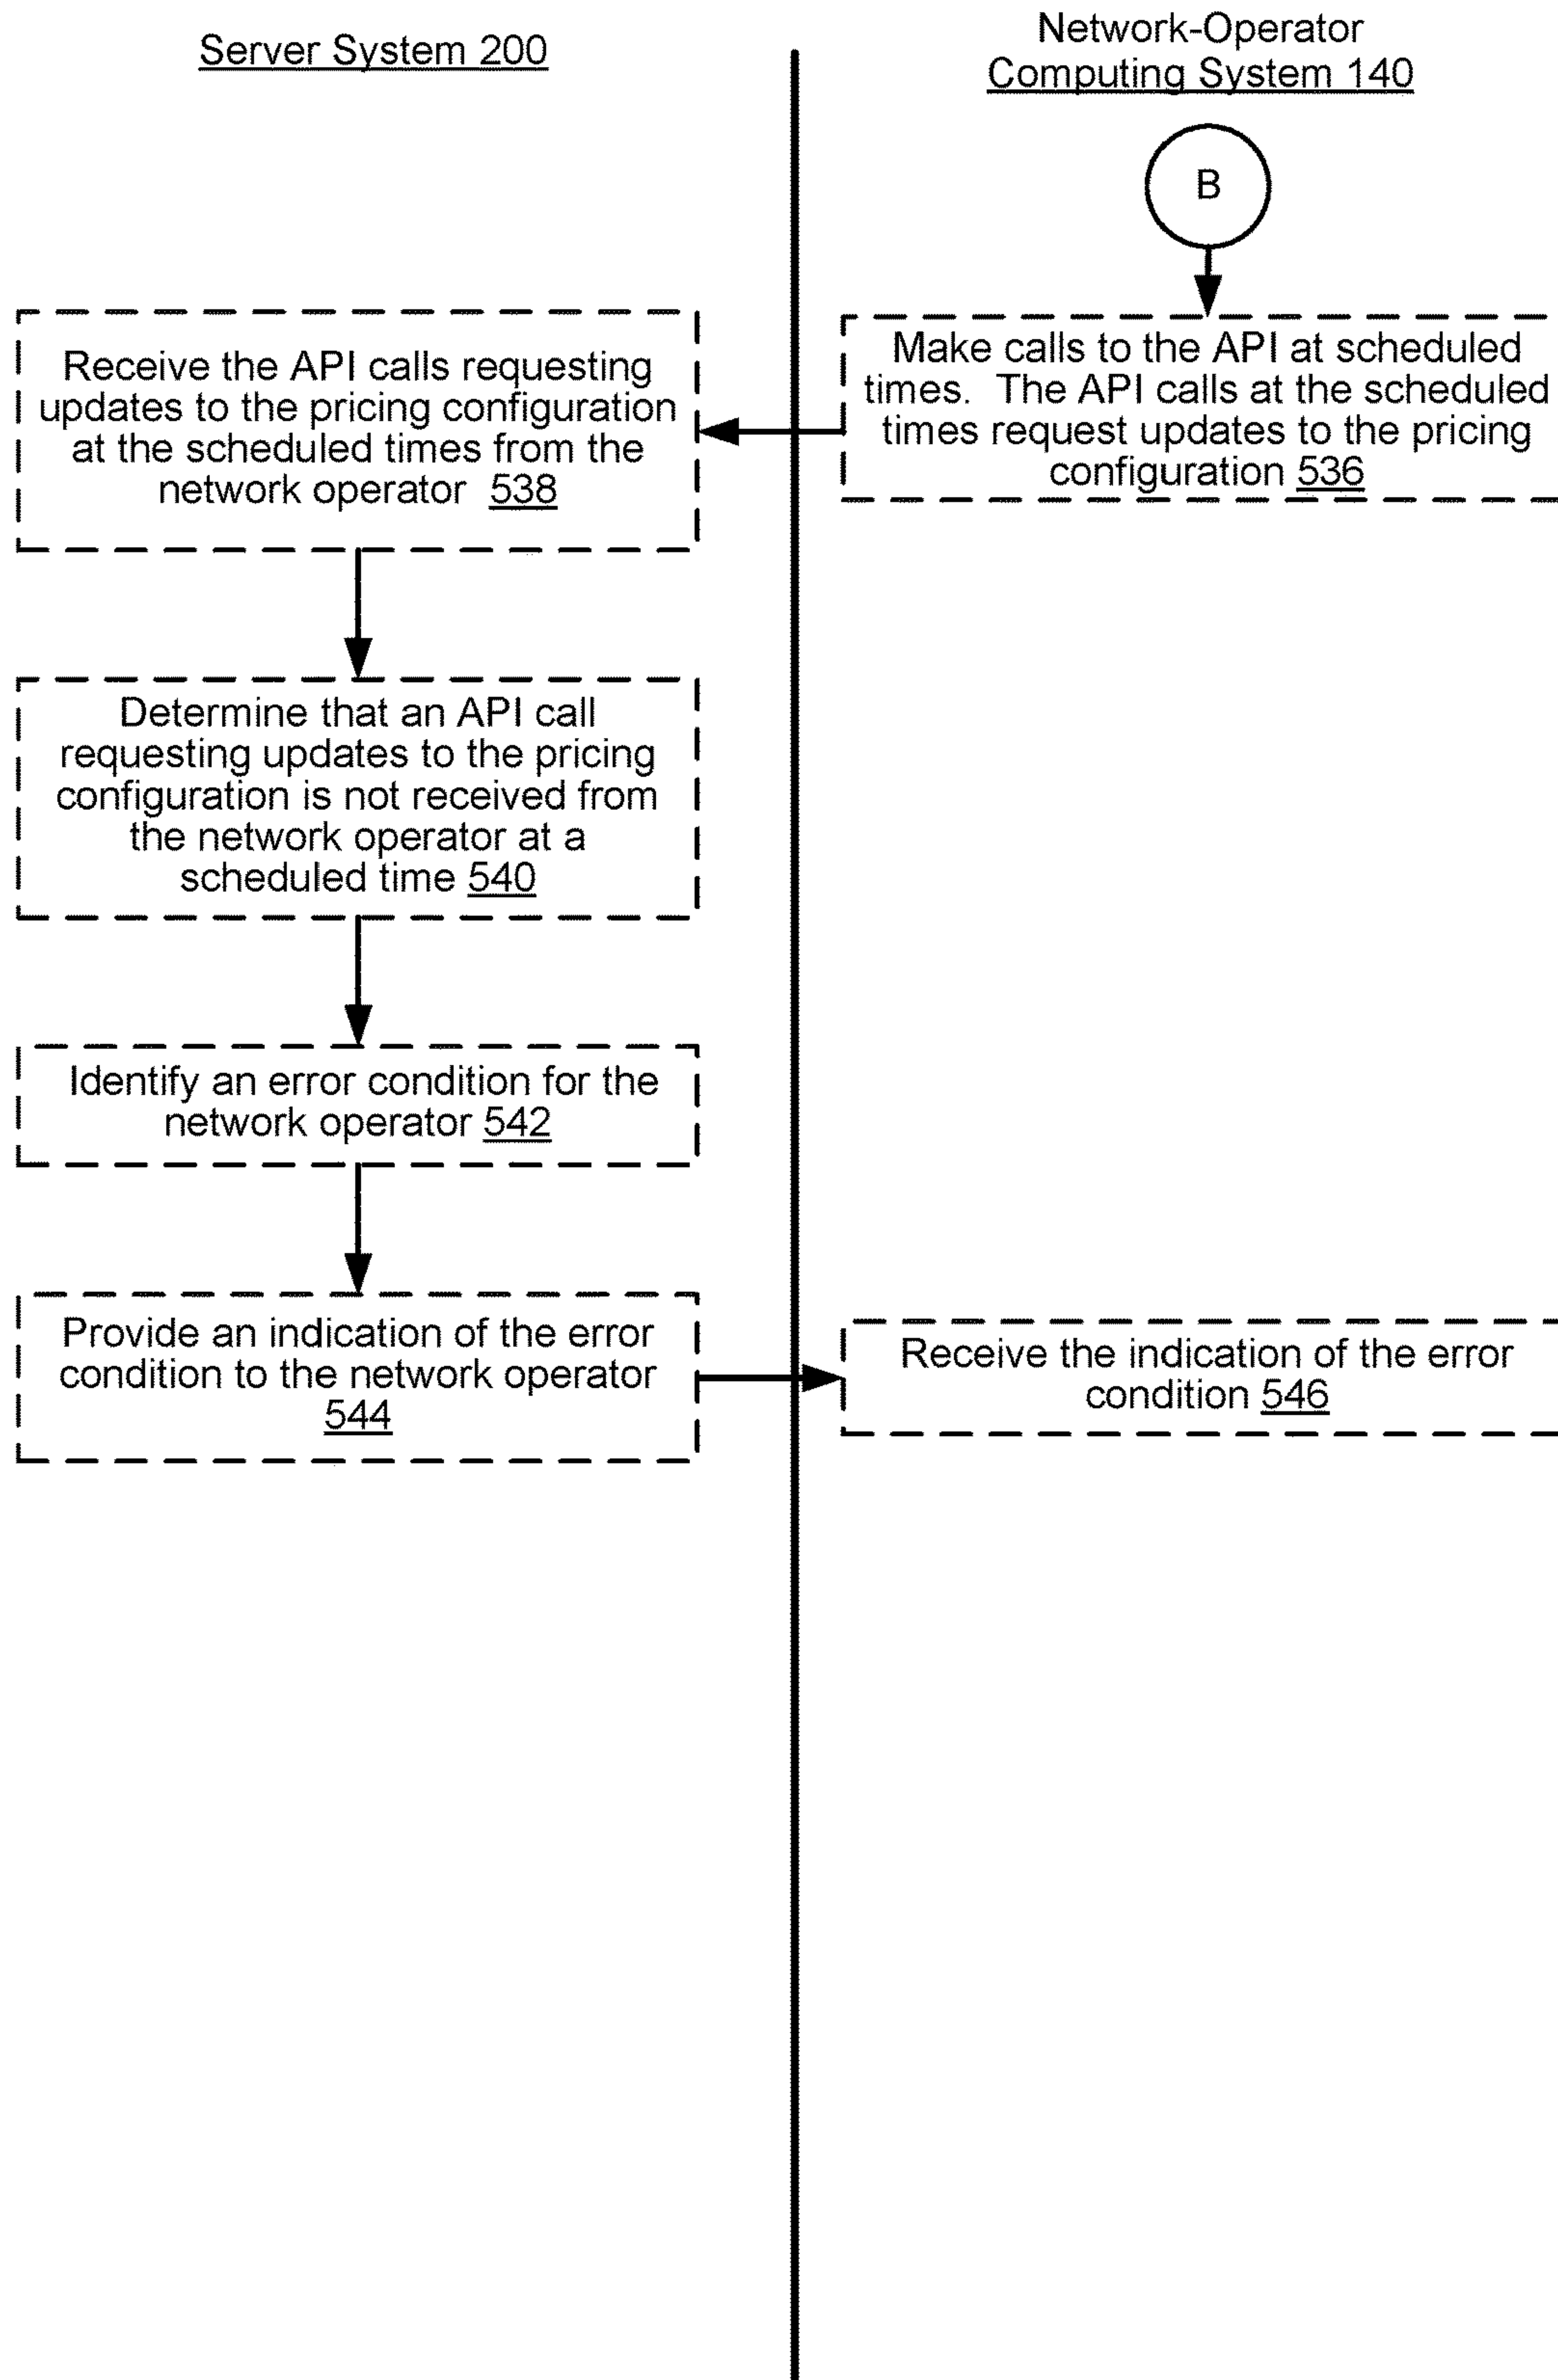 Server System 200
Network-Operator
Computing System 140
B
Make calls to the API at scheduled
times.  The API calls at the scheduled
times request updates to the pricing
configuration 536
Receive the API calls requesting
updates to the pricing configuration
at the scheduled times from the
network operator  538
Determine that an API call
requesting updates to the pricing
configuration is not received from
the network operator at a
scheduled time 540
Identify an error condition for the
network operator 542
Provide an indication of the error
condition to the network operator
544
Receive the indication of the error
condition 546